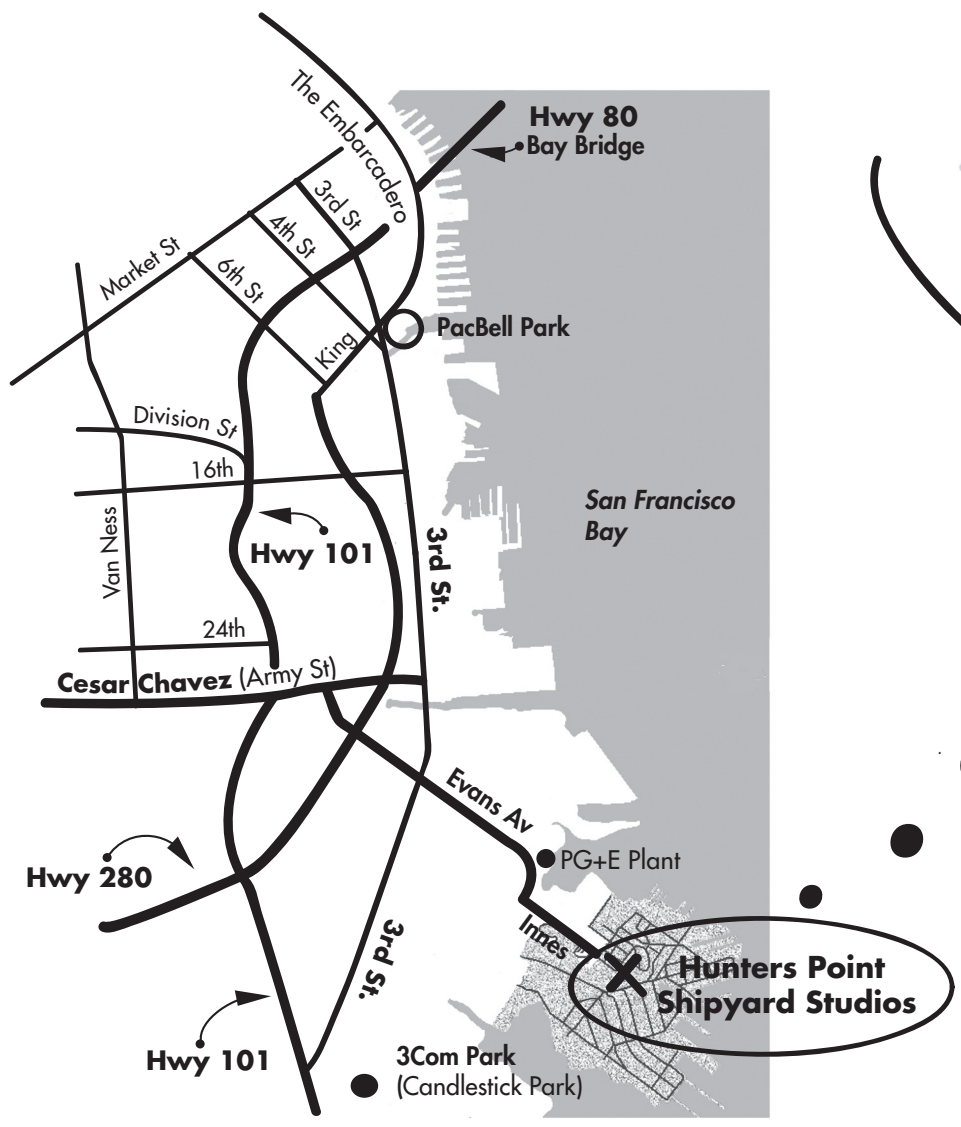 The Embarcadero
Hwy 80
Bay Bridge
3rd St
4th St
6th St
Market St
King
PacBell Park
Division St
16th
Van Ness
Hwy 101
3rd St.
San Francisco
Bay
24th
Cesar Chavez (Army St)
Evans Av
PG+E Plant
Hwy 280
Innes
3rd St.
Hunters Point
Shipyard Studios
Hwy 101
3Com Park
(Candlestick Park)